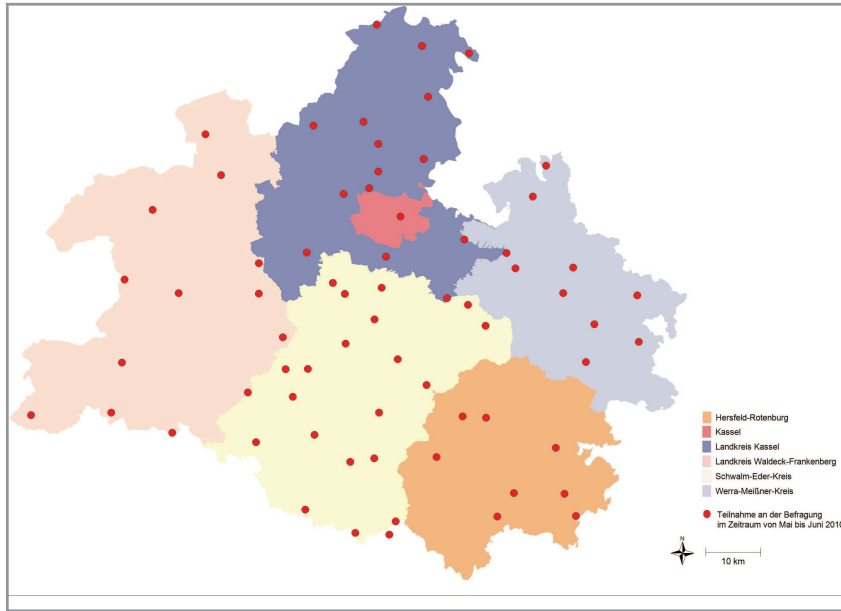 Hersfeld-Rotenburg
Kassel
Landkreis Kassel
Landkreis Waldeck-Frankenberg
Schwalm-Eder-Kreis
Werra-Meißner-Kreis
Teilnahme an der Befragung
im Zeitraum von Mai bis Juni 2010
N
10 km